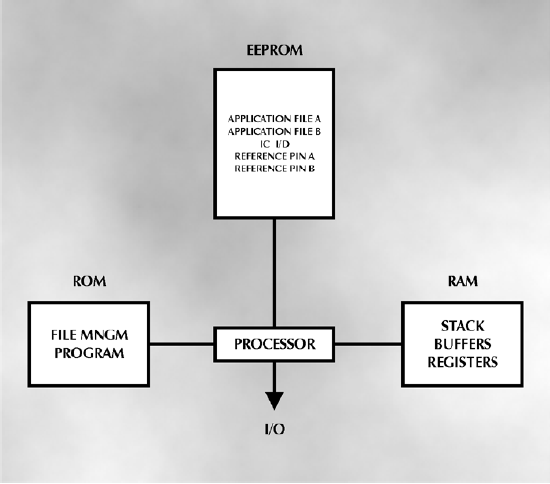 EEPROM
APPLICATION FILE A
APPLICATION FILE B
IC I/D
REFERENCE PIN A
REFERENCE PIN B
ROM
FILE MNGM
PROGRAM
PROCESSOR
RAM
STACK
BUFFERS
REGISTERS
I/O